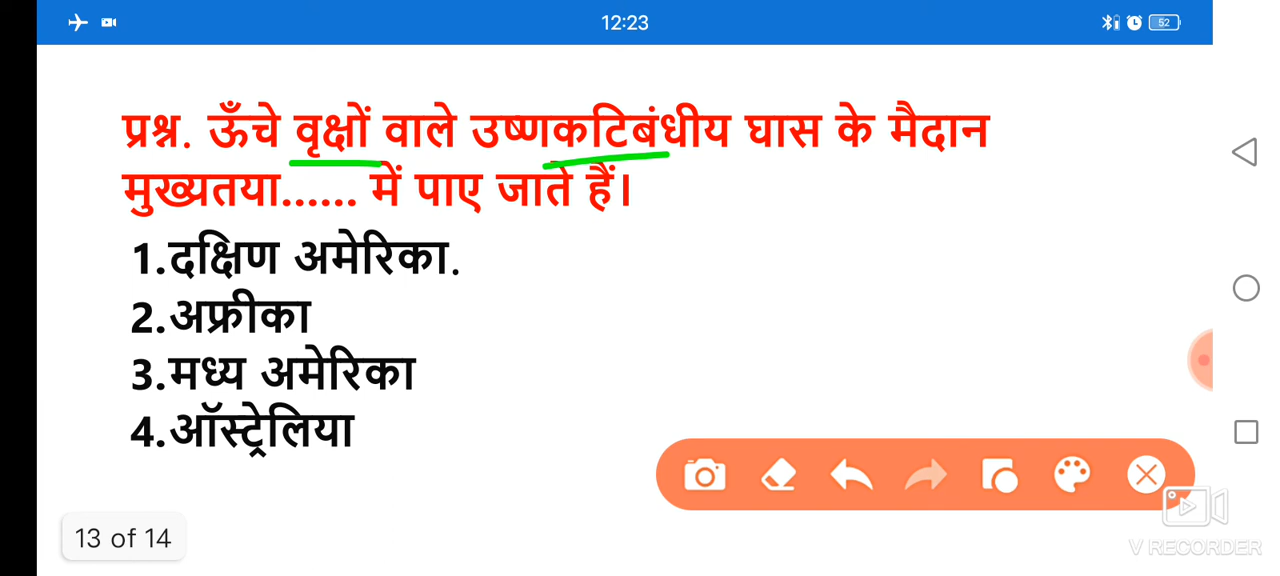 12:23
52
प्रश्न. ऊँचे वृक्षों वाले उष्णकटिबंधीय घास के मैदान
मुख्यतया...... में पाए जाते हैं।
1.दक्षिण अमेरिका.
2.अफ्रीका
3.मध्य अमेरिका
4.ऑस्ट्रेलिया
13 of 14
V RECORDER